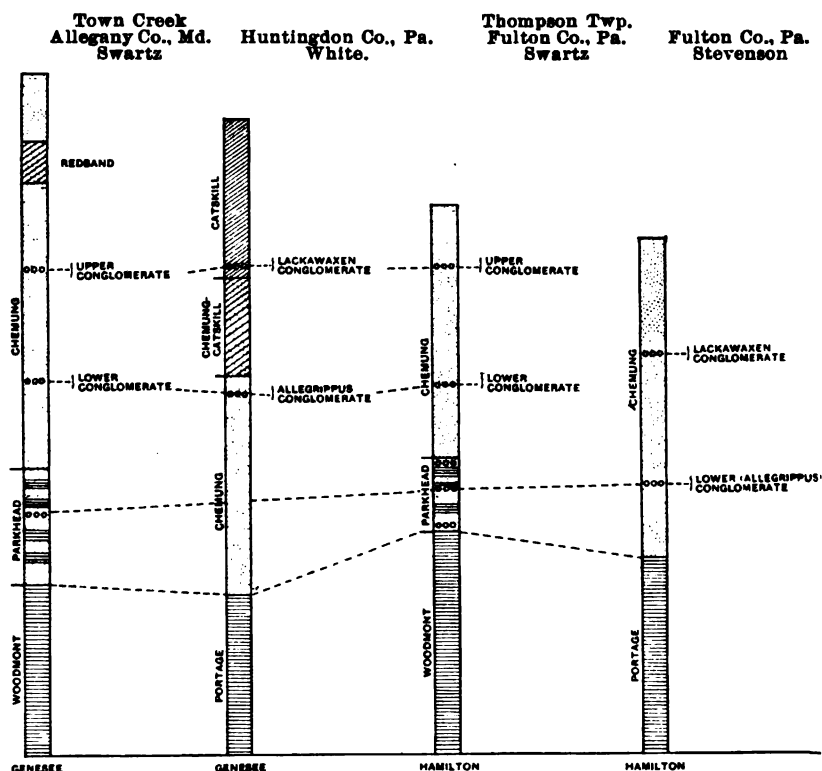 Town Creek
Allegany Co., Md.
Swartz
Huntingdon Co., Pa.
White.
Thompson Twp.
Fulton Co., Pa.
Swartz
Fulton Co., Pa.
Stevenson
REDBAND
UPPER
CONGLOMERATE
LOWER
CONGLOMERATE
CHEMUNG
PARKHEAD
WOODMONT
GENESEE
CATSKILL
CHEMUNG-
CATSKILL
CHEMUNG
PORTAGE
GENESEE
LACKAWAXEN
CONGLOMERATE
ALLEGRIPPUS
CONGLOMERATE
CHEMUNG
PARKHEAD
WOODMONT
HAMILTON
UPPER
CONGLOMERATE
LOWER
CONGLOMERATE
CHEMUNG
PORTAGE
HAMILTON
LACKAWAXEN
CONGLOMERATE
LOWER (ALLEGRIPPUS)
CONGLOMERATE